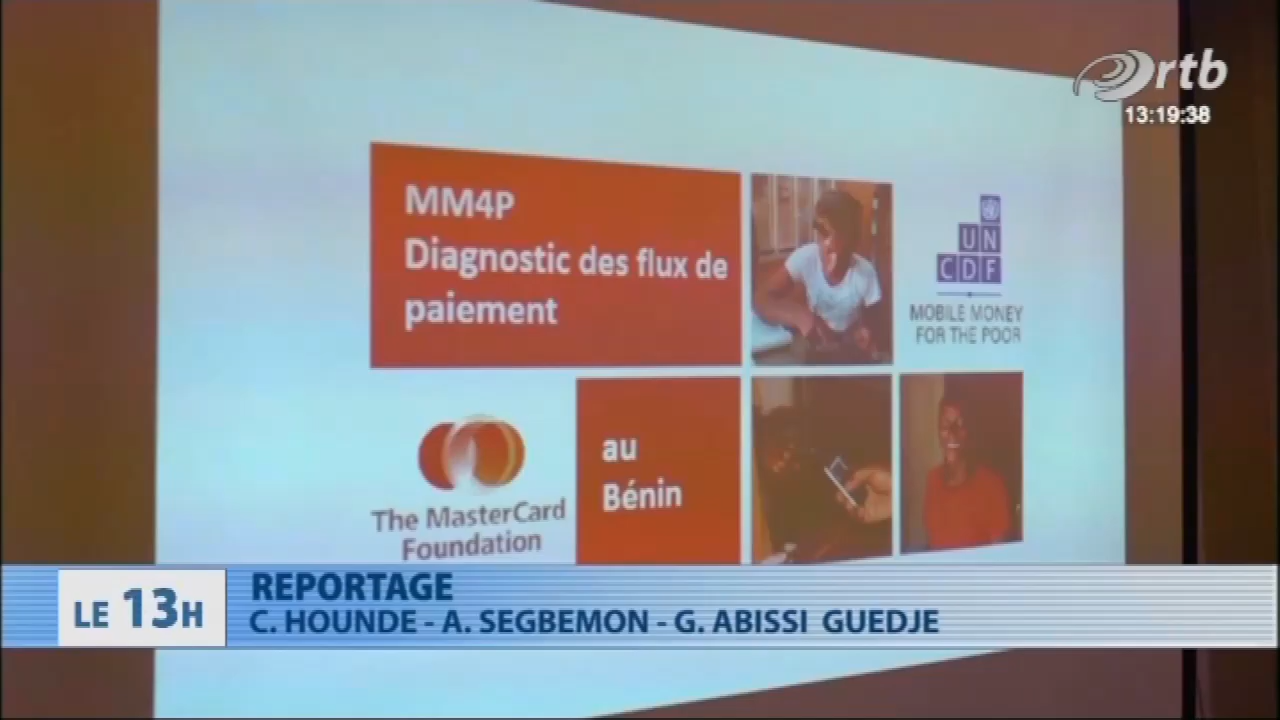 rtb
13:19:38
MM4P
Diagnostic des flux de
paiement
UN
CDF
MOBILE MONEY
FOR THE POOR
The MasterCard
Foundation
au
Bénin
LE 13H
REPORTAGE
C. HOUNDE - A. SEGBEMON - G. ABISSI GUEDJE